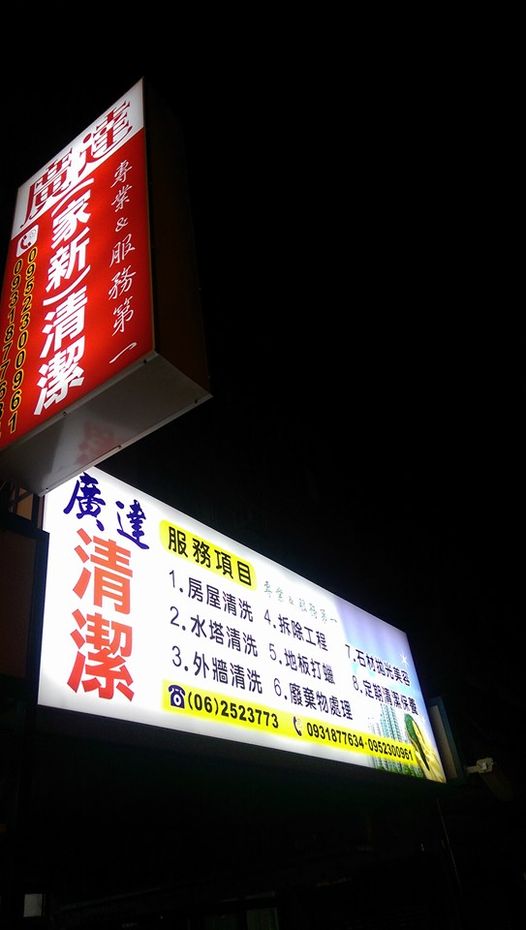 廣達
(家新)清潔
專業&服務第一
0952300961
0931877634
廣達
清潔
服務項目
專業&服務第一
1.房屋清洗 4.拆除工程 7.石材拋光美容
2.水塔清洗 5.地板打蠟 8.定期清潔保養
3.外牆清洗 6.廢棄物處理
(06)2523773 0931877634·0952300961